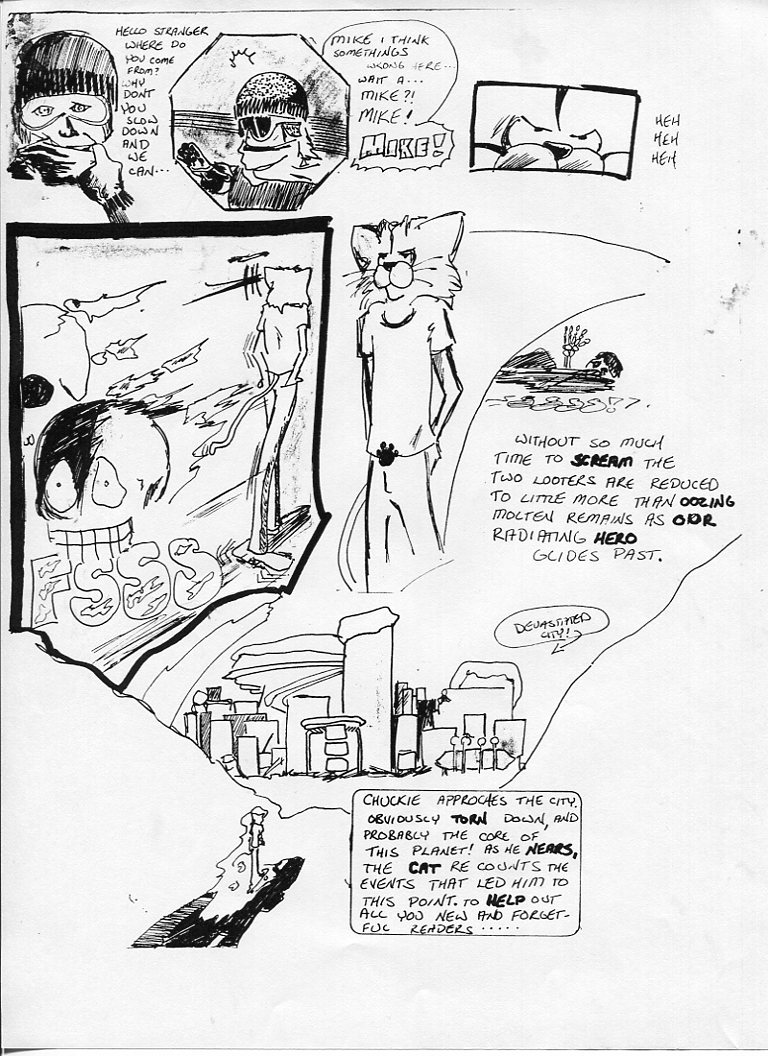 HELLO STRANGER
WHERE DO
YOU COME
FROM?
WHY
DONT
YOU
SLOW
DOWN
AND
WE
CAN...
MIKE I THINK
SOMETHINGS
WRONG HERE...
WAIT A...
MIKE?!
MIKE!
MIKE!
HEH
HEH
HEH
FSSSS
WITHOUT SO MUCH
TIME TO SCREAM THE
TWO LOOTERS ARE REDUCED
TO LITTLE MORE THAN OOZING
MOLTEN REMAINS AS OUR
RADIATING HERO
GLIDES PAST.
DEVASTATED
CITY!
CHUCKIE APPROCHES THE CITY.
OBVIOUSLY TORN DOWN, AND
PROBABLY THE CORE OF
THIS PLANET! AS HE NEARS,
THE CAT RE COUNTS THE
EVENTS THAT LED HIM TO
THIS POINT. TO HELP OUT
ALL YOU NEW AND FORGET-
FUL READERS .....